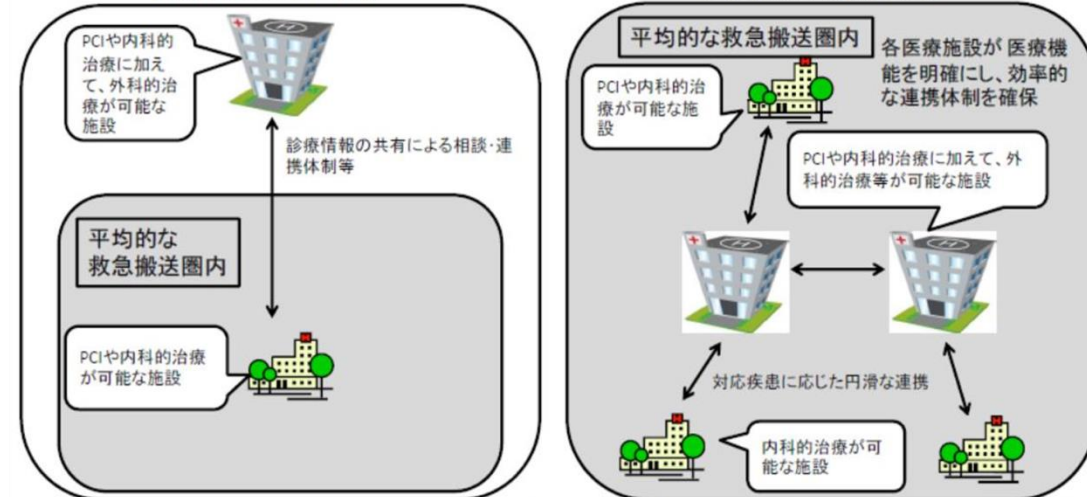 PCIや内科的
治療に加え
て、外科的治
療が可能な
施設
診療情報の共有による相談・連
携体制等
平均的な
救急搬送圏内
PCIや内科的治療
が可能な施設
平均的な救急搬送圏内
各医療施設が医療機
能を明確にし、効率的
な連携体制を確保
PCIや内科的治
療が可能な施
設
PCIや内科的治療に加えて、外
科的治療等が可能な施設
対応疾患に応じた円滑な連携
内科的治療が可
能な施設
H
H
H